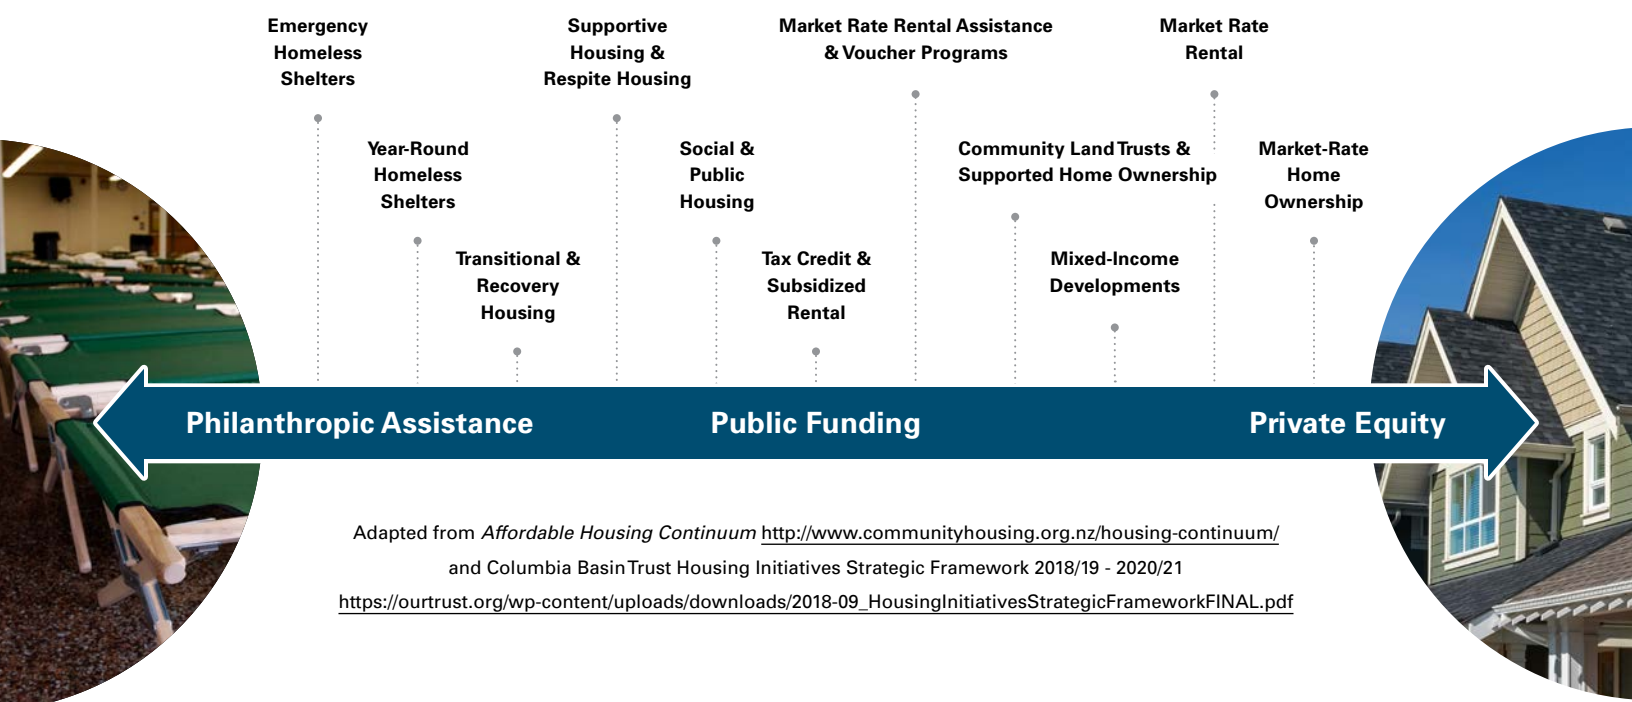 Emergency
Homeless
Shelters
Supportive
Housing &
Respite Housing
Market Rate Rental Assistance
& Voucher Programs
Market Rate
Rental
Year-Round
Homeless
Shelters
Social &
Public
Housing
Community Land Trusts &
Supported Home Ownership
Market-Rate
Home
Ownership
Transitional &
Recovery
Housing
Tax Credit &
Subsidized
Rental
Mixed-Income
Developments
Philanthropic Assistance
Public Funding
Private Equity
Adapted from Affordable Housing Continuum http://www.communityhousing.org.nz/housing-continuum/
and Columbia Basin Trust Housing Initiatives Strategic Framework 2018/19 - 2020/21
https://ourtrust.org/wp-content/uploads/downloads/2018-09_HousingInitiativesStrategicFrameworkFINAL.pdf